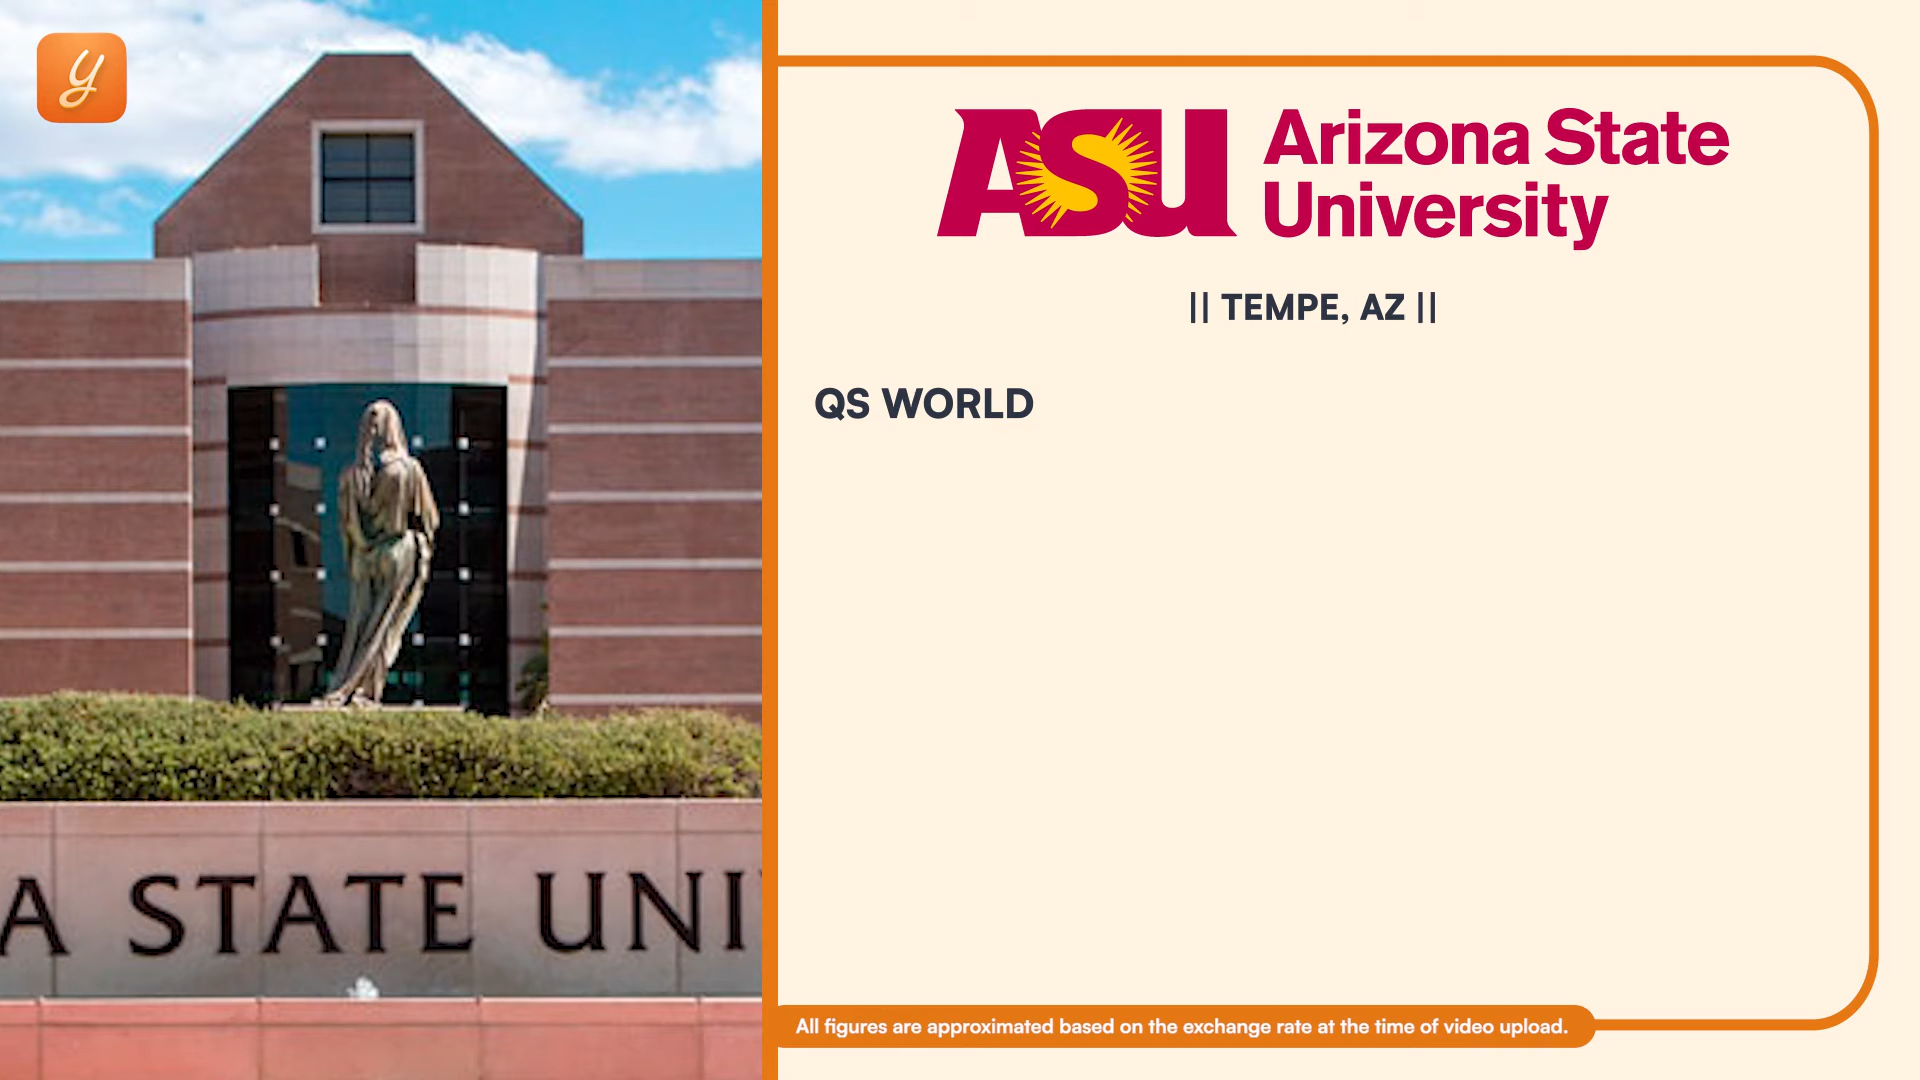 y
ASU Arizona State
University
|| TEMPE, AZ ||
QS WORLD
A STATE UNI
All figures are approximated based on the exchange rate at the time of video upload.